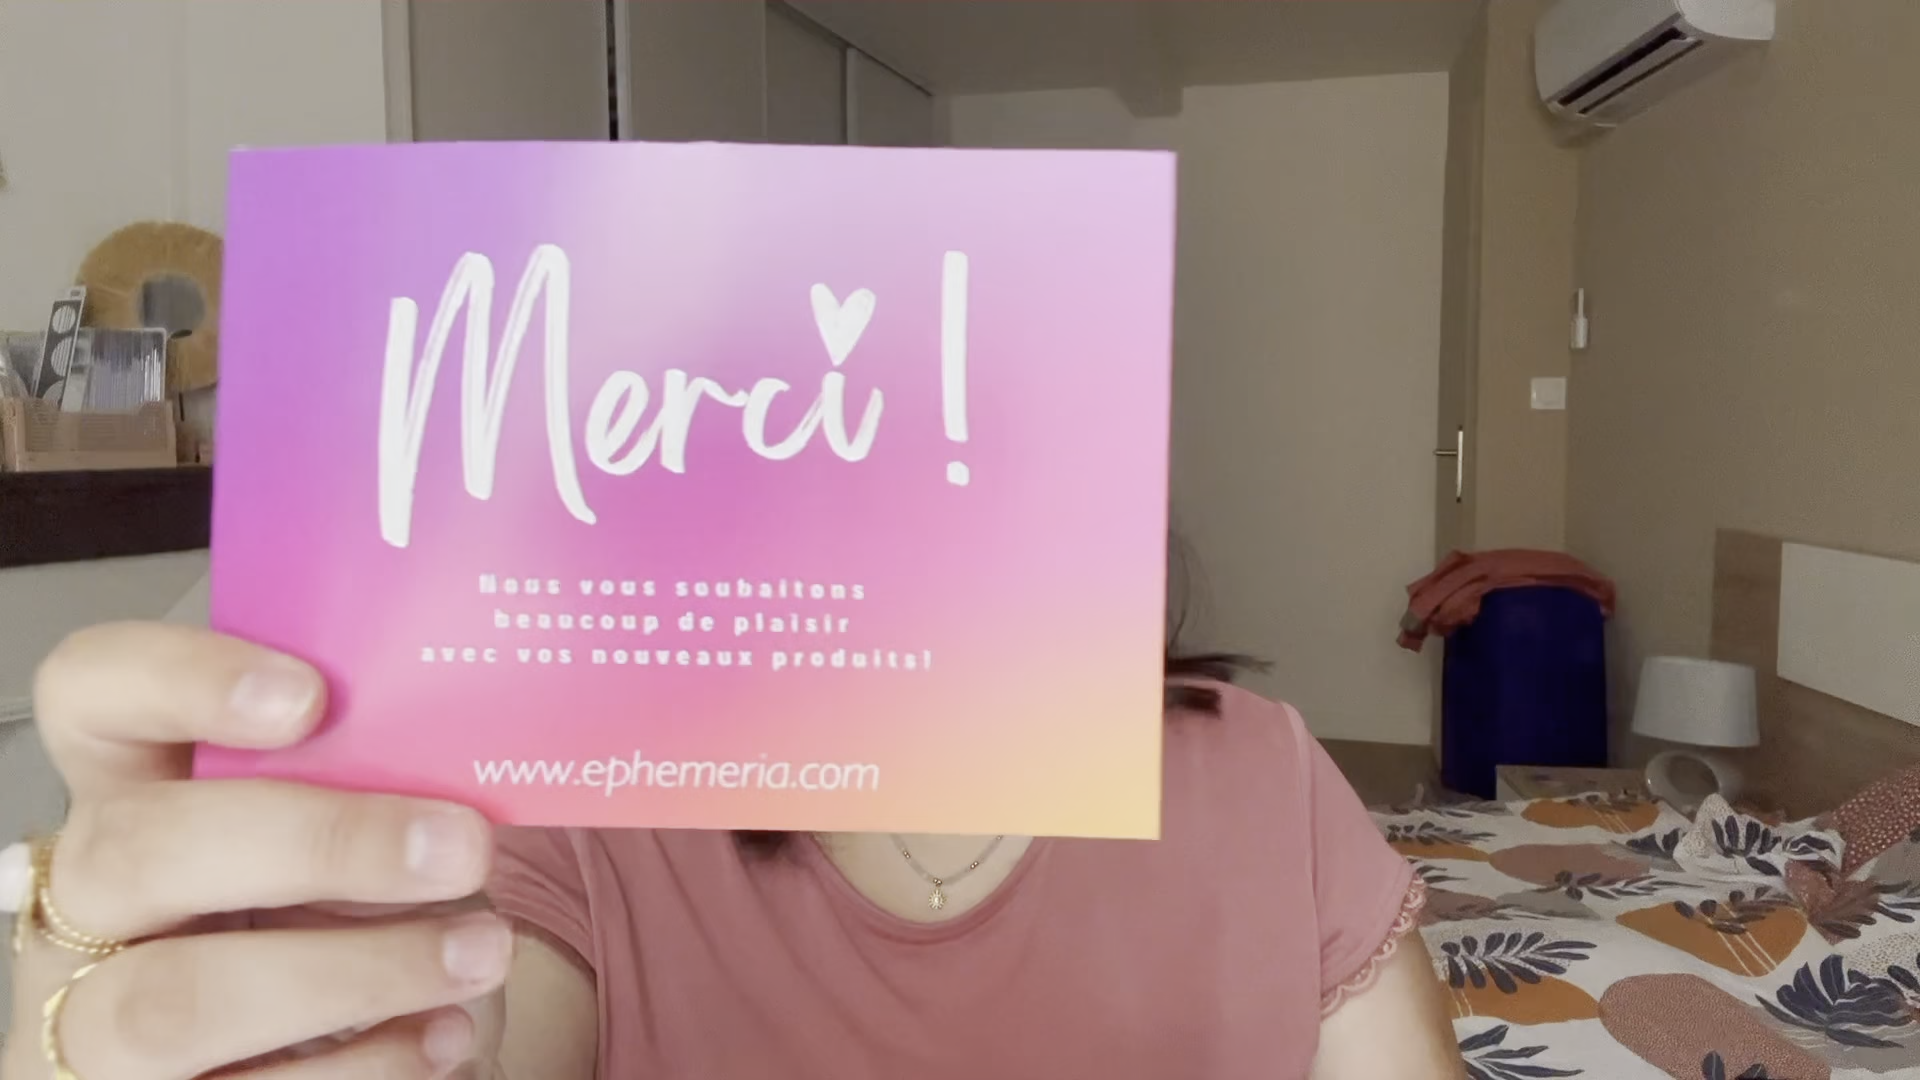 Merci !
Nous vous souhaitons
beaucoup de plaisir
avec vos nouveaux produits!
www.ephemeria.com